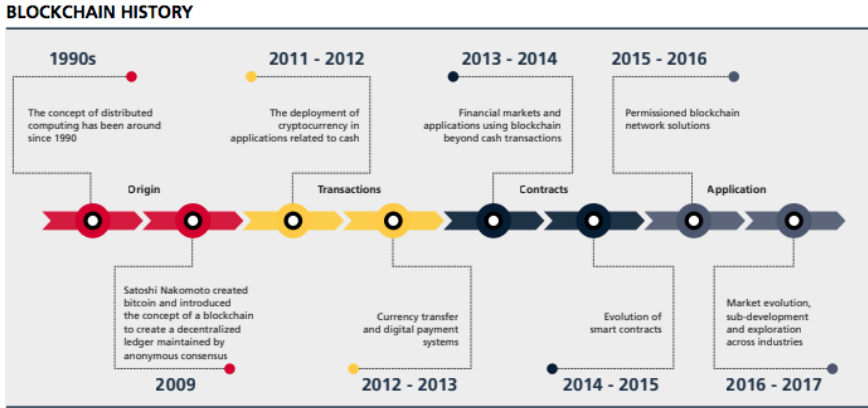 BLOCKCHAIN HISTORY
1990s
2011 - 2012
2013 - 2014
2015 - 2016
The concept of distributed
computing has been around
since 1990
The deployment of
cryptocurrency in
applications related to cash
Financial markets and
applications using blockchain
beyond cash transactions
Permissioned blockchain
network solutions
Origin
Transactions
Contracts
Application
Satoshi Nakomoto created
bitcoin and introduced
the concept of a blockchain
to create a decentralized
ledger maintained by
anonymous consensus
Currency transfer
and digital payment
systems
Evolution of
smart contracts
Market evolution,
sub-development
and exploration
across industries
2009
2012 - 2013
2014 - 2015
2016 - 2017